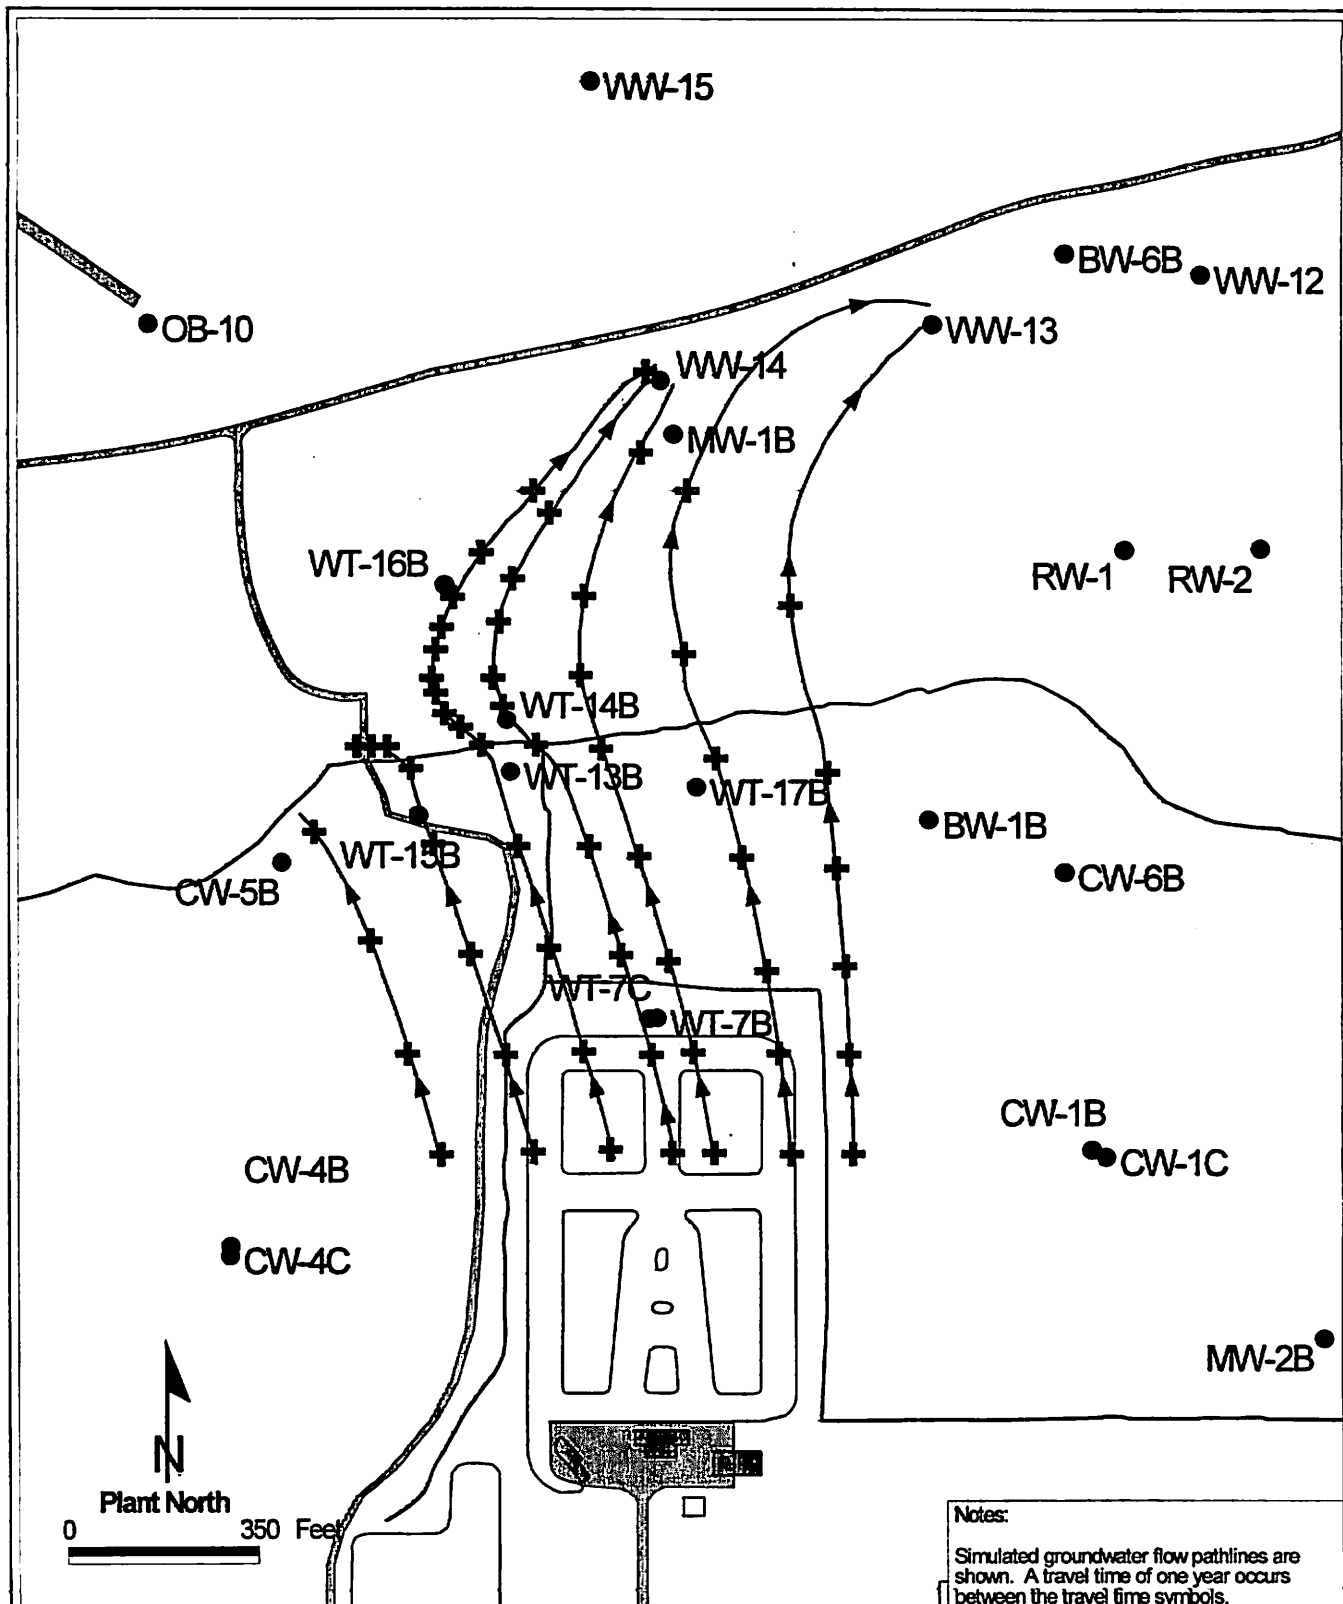 WW-15
BW-6B
WW-12
OB-10
WW-13
WW-14
MW-1B
WT-16B
RW-1
RW-2
WT-14B
WT-13B
WT-17B
BW-1B
WT-15B
CW-5B
CW-6B
WT-7C
WT-7B
CW-1B
CW-1C
CW-4B
CW-4C
MW-2B
N
Plant North
0 350 Feet
Notes:
Simulated groundwater flow pathlines are
shown. A travel time of one year occurs
between the travel time symbols.